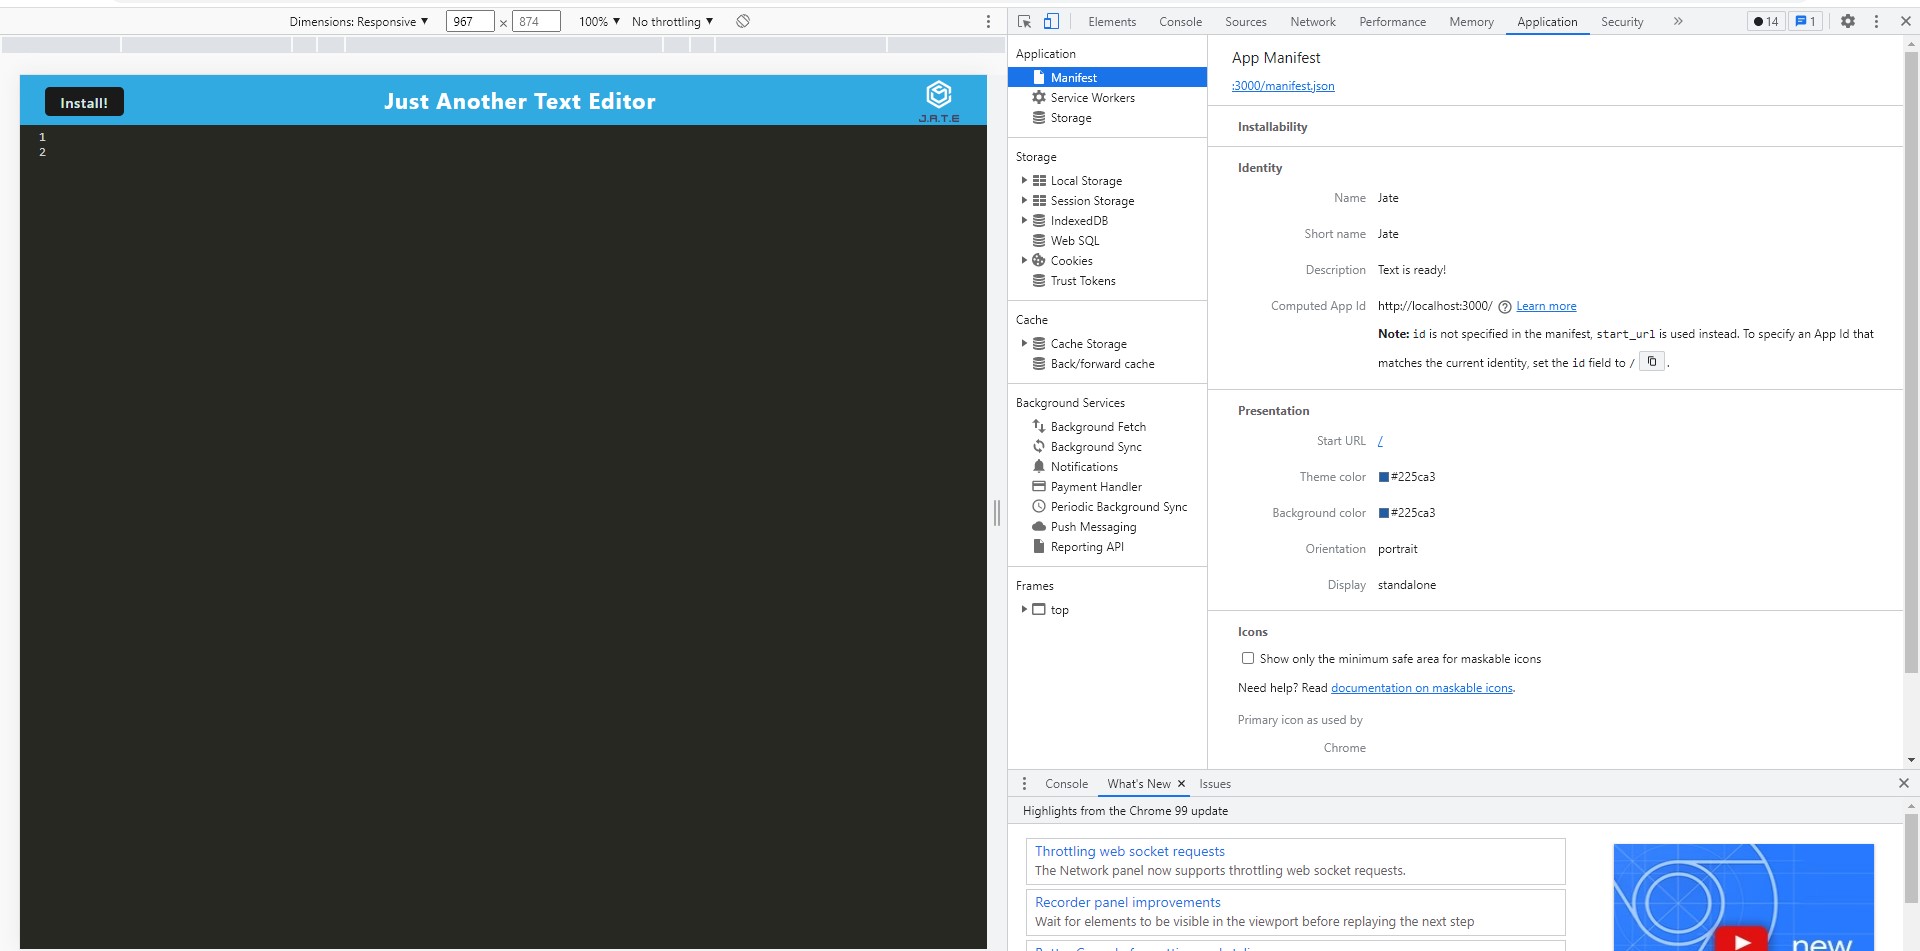 Dimensions: Responsive
967 × 874
100%
No throttling
Install!
Just Another Text Editor
J.A.T.E
1
2
Elements
Console
Sources
Network
Performance
Memory
Application
Security
14
1
Application
Manifest
Service Workers
Storage
Storage
Local Storage
Session Storage
IndexedDB
Web SQL
Cookies
Trust Tokens
Cache
Cache Storage
Back/forward cache
Background Services
Background Fetch
Background Sync
Notifications
Payment Handler
Periodic Background Sync
Push Messaging
Reporting API
Frames
top
App Manifest
:3000/manifest.json
Installability
Identity
Name Jate
Short name Jate
Description Text is ready!
Computed App Id http://localhost:3000/ Learn more
Note: id is not specified in the manifest, start_url is used instead. To specify an App Id that
matches the current identity, set the id field to / .
Presentation
Start URL /
Theme color #225ca3
Background color #225ca3
Orientation portrait
Display standalone
Icons
Show only the minimum safe area for maskable icons
Need help? Read documentation on maskable icons.
Primary icon as used by
Chrome
Console
What's New
Issues
Highlights from the Chrome 99 update
Throttling web socket requests
The Network panel now supports throttling web socket requests.
Recorder panel improvements
Wait for elements to be visible in the viewport before replaying the next step
new